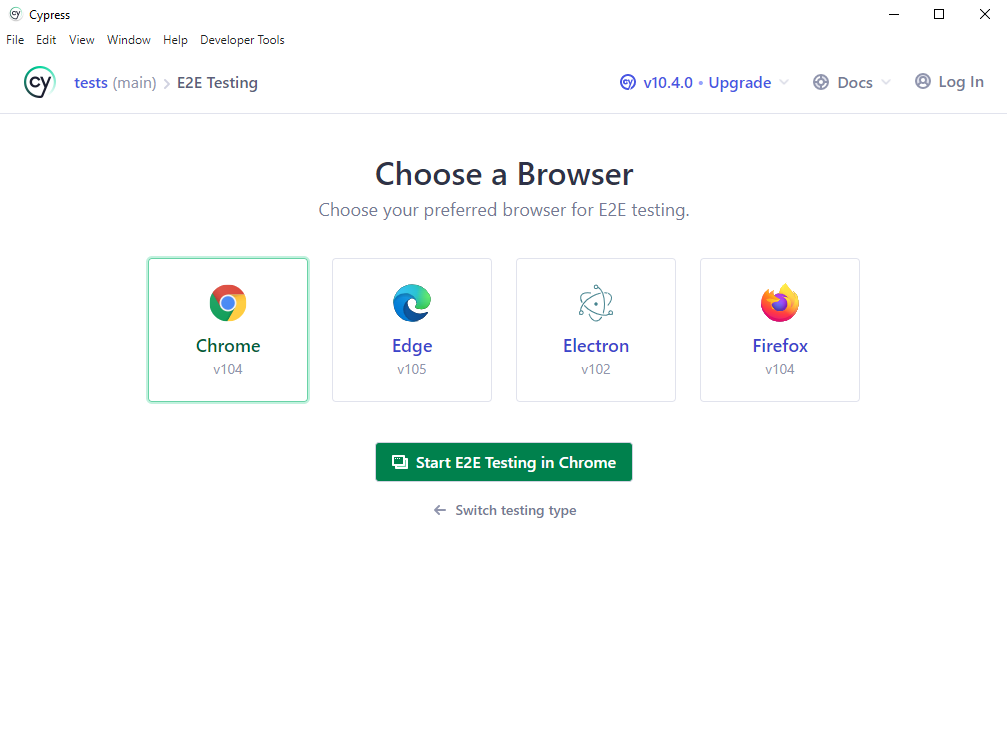 cy Cypress
File Edit View Window Help Developer Tools
cy tests (main) > E2E Testing cy v10.4.0 • Upgrade Docs Log In
Choose a Browser
Choose your preferred browser for E2E testing.
Chrome Edge Electron Firefox
v104 v105 v102 v104
Start E2E Testing in Chrome
← Switch testing type